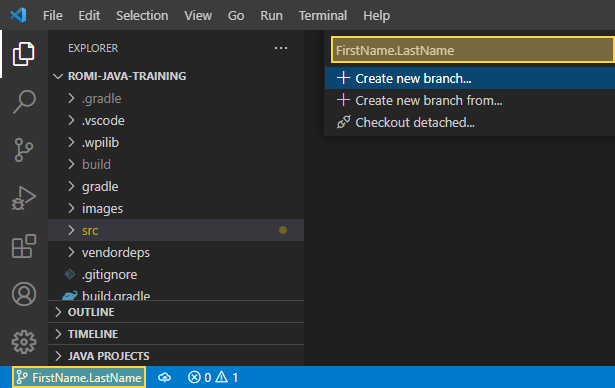 File Edit Selection View Go Run Terminal Help
EXPLORER
FirstName.LastName
ROMI-JAVA-TRAINING
Create new branch...
.gradle
Create new branch from...
.vscode
Checkout detached...
.wpilib
build
gradle
images
src
vendordeps
.gitignore
build.gradle
OUTLINE
TIMELINE
JAVA PROJECTS
FirstName.LastName 0 1